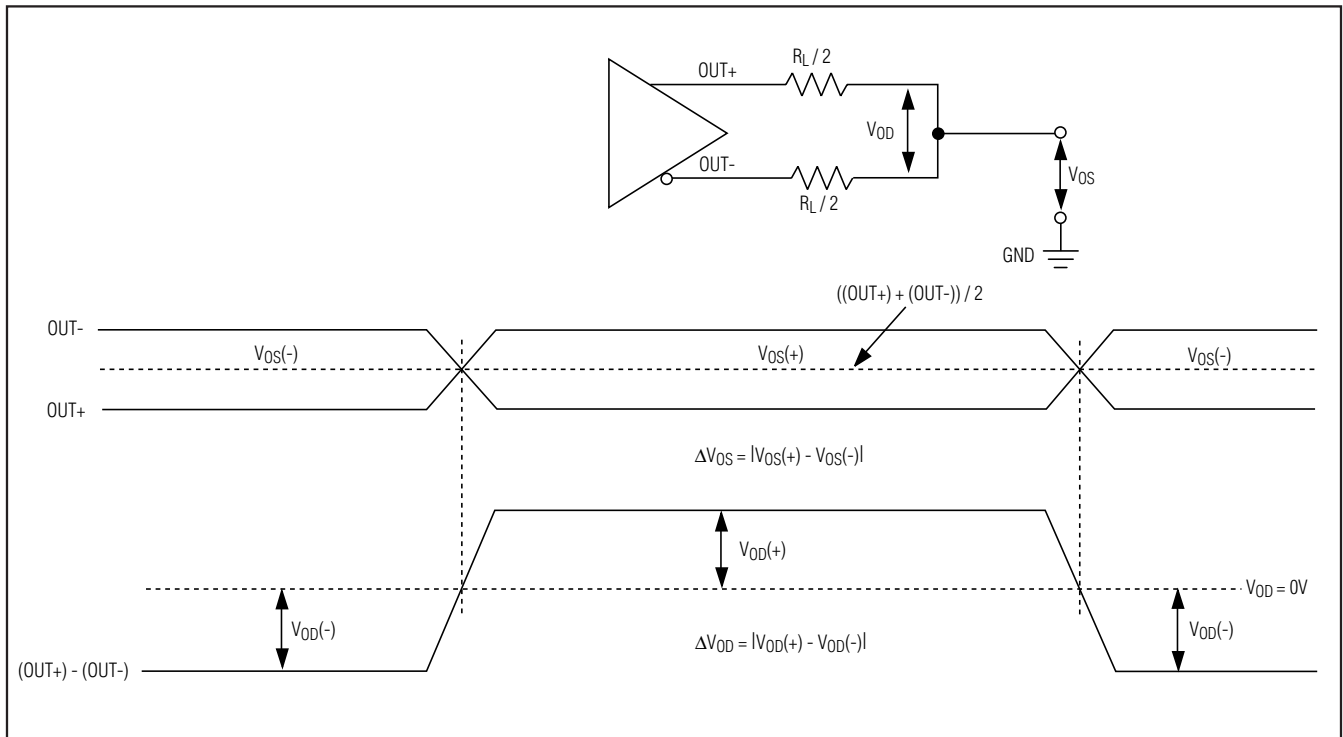 R_L / 2
OUT+
V_OD
OUT-
R_L / 2
V_OS
GND
((OUT+) + (OUT-)) / 2
OUT-
V_OS(-)
V_OS(+)
V_OS(-)
OUT+
ΔV_OS = |V_OS(+) - V_OS(-)|
V_OD(+)
V_OD = 0V
V_OD(-)
V_OD(-)
ΔV_OD = |V_OD(+) - V_OD(-)|
(OUT+) - (OUT-)